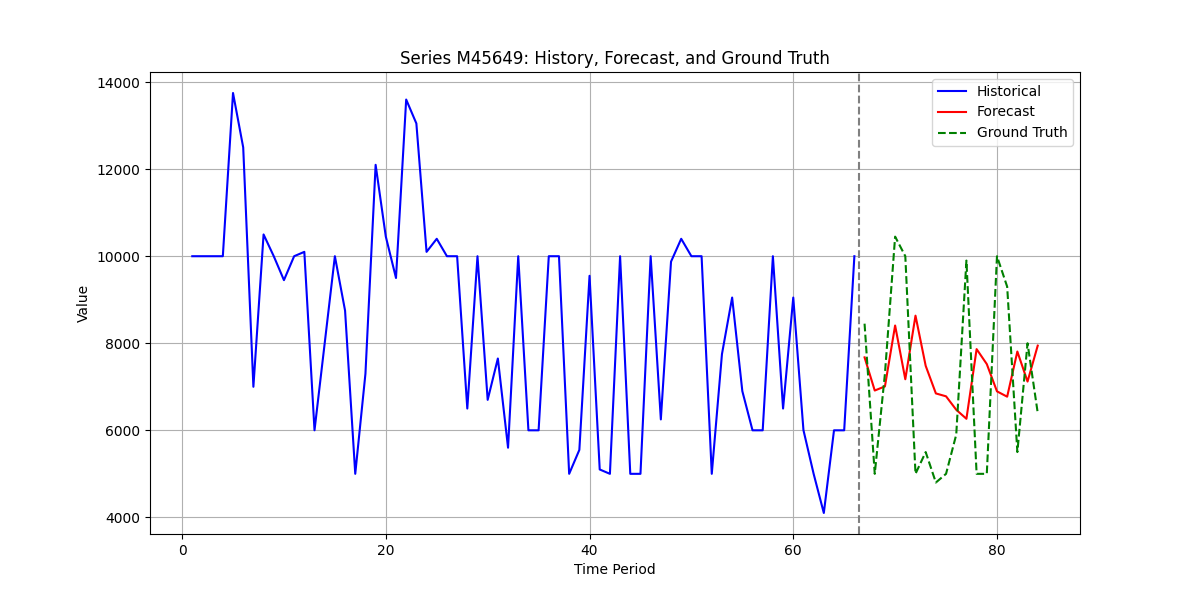 Series M45649: History, Forecast, and Ground Truth
14000
12000
10000
8000
6000
4000
Value
0
20
40
60
80
Time Period
Historical
Forecast
Ground Truth